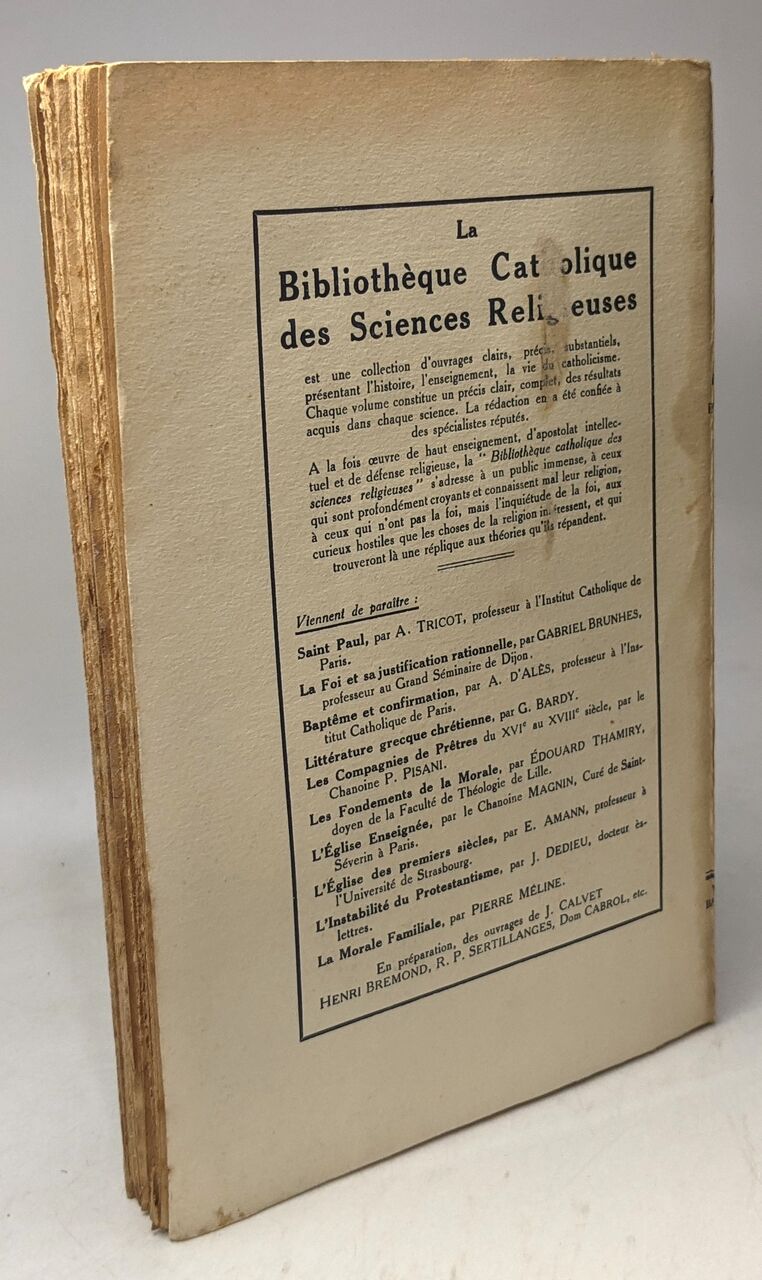 La
Bibliothèque Cat olique
des Sciences Reli euses
est une collection d'ouvrages clairs, précis, substantiels,
présentant l'histoire, l'enseignement, la vie du catholicisme.
Chaque volume constitue un précis clair, complet, des résultats
acquis dans chaque science. La rédaction en a été confiée à
des spécialistes réputés.
A la fois œuvre de haut enseignement, d'apostolat intellec-
tuel et de défense religieuse, la " Bibliothèque catholique des
sciences religieuses " s'adresse à un public immense, à ceux
qui sont profondément croyants et connaissent mal leur religion,
à ceux qui n'ont pas la foi, mais l'inquiétude de la foi, aux
curieux hostiles que les choses de la religion intéressent, et qui
trouveront là une réplique aux théories qu'ils répandent.
Viennent de paraître :
Saint Paul, par A. TRICOT, professeur à l'Institut Catholique de
Paris.
La Foi et sa justification rationnelle, par GABRIEL BRUNHES,
professeur au Grand Séminaire de Dijon.
Baptême et confirmation, par A. D'ALÈS, professeur à l'Ins-
titut Catholique de Paris.
Littérature grecque chrétienne, par G. BARDY.
Les Compagnies de Prêtres du XVIe au XVIIIe siècle, par le
Chanoine P. PISANI.
Les Fondements de la Morale, par ÉDOUARD THAMIRY,
doyen de la Faculté de Théologie de Lille.
L'Église Enseignée, par le Chanoine MAGNIN, Curé de Saint-
Séverin à Paris.
L'Église des premiers siècles, par E. AMANN, professeur à
l'Université de Strasbourg.
L'Instabilité du Protestantisme, par J. DEDIEU, docteur ès-
lettres.
La Morale Familiale, par PIERRE MÉLINE.
En préparation, des ouvrages de J. CALVET
HENRI BREMOND, R. P. SERTILLANGES, Dom CABROL, etc.